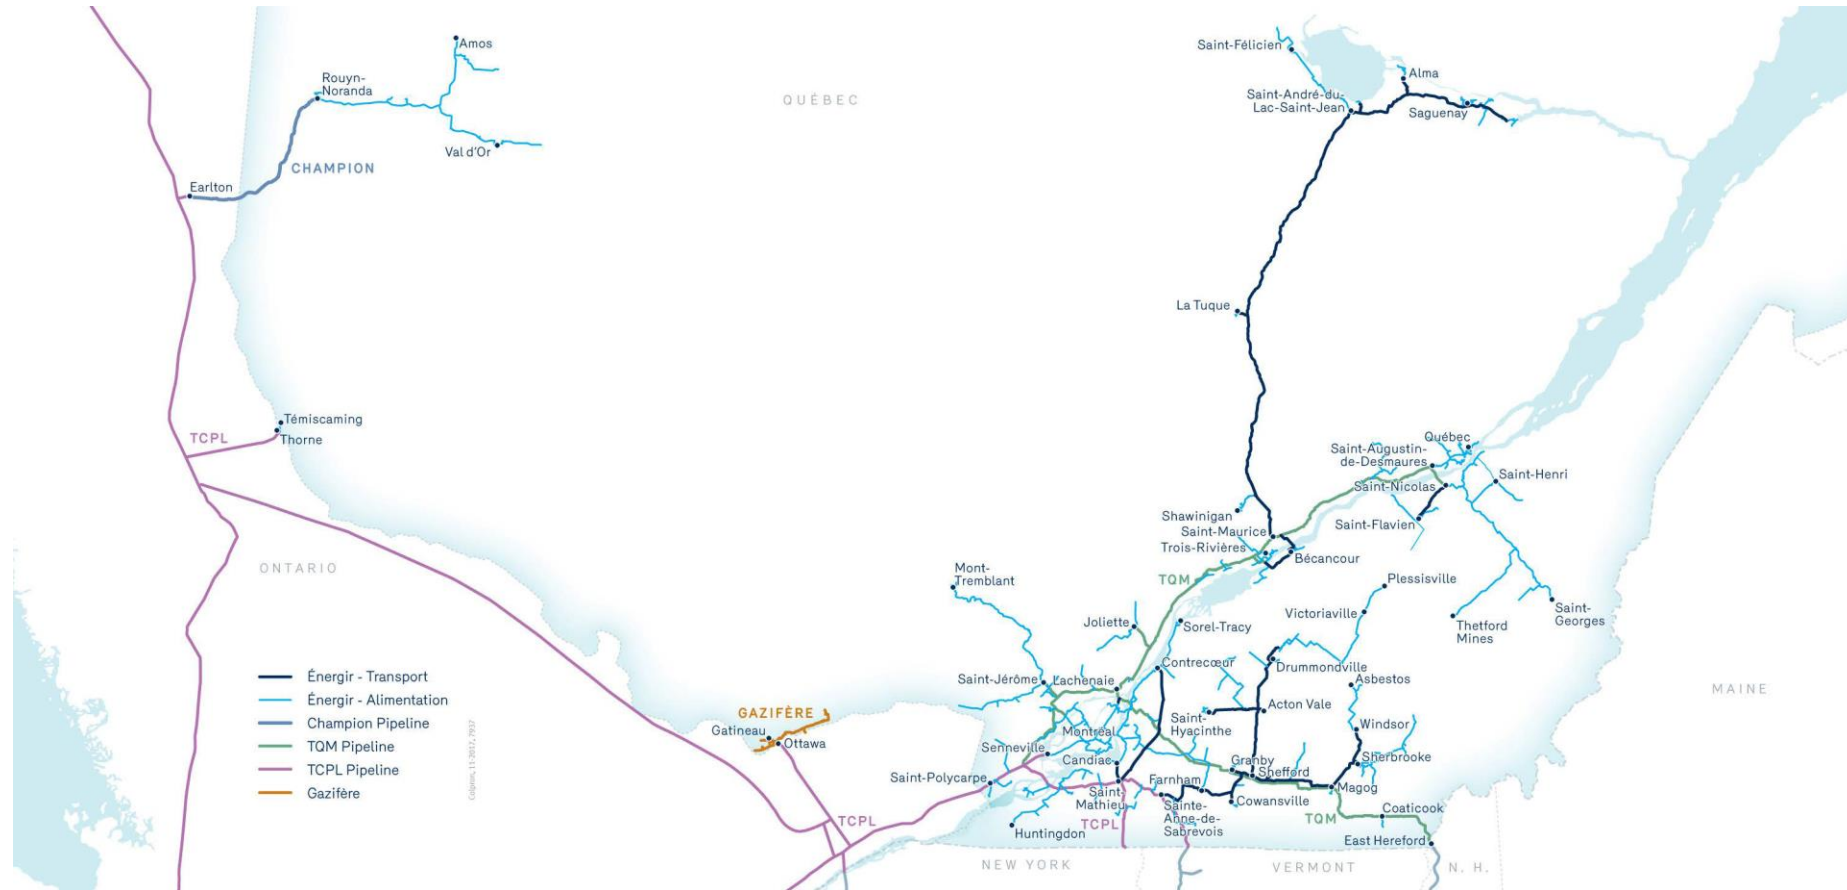 Amos
Rouyn-
Noranda
Val d'Or
CHAMPION
Earlton
QUÉBEC
Saint-Félicien
Alma
Saint-André-du-
Lac-Saint-Jean
Saguenay
La Tuque
Témiscaming
Thorne
TCPL
ONTARIO
Québec
Saint-Augustin-
de-Desmaures
Saint-Henri
Saint-Nicolas
Saint-Flavien
Shawinigan
Saint-Maurice
Trois-Rivières
Bécancour
TQM
Mont-
Tremblant
Plessisville
Victoriaville
Saint-
Georges
Thetford
Mines
Joliette
Sorel-Tracy
Contrecœur
Drummondville
Asbestos
Saint-Jérôme
Lachenaie
Acton Vale
Saint-
Hyacinthe
Windsor
MAINE
GAZIFÈRE
Gatineau
Ottawa
Montréal
Senneville
Candiac
Granby
Shefford
Sherbrooke
Saint-Polycarpe
Farnham
Magog
Saint-
Mathieu
Sainte-
Anne-de-
Sabrevois
Cowansville
Coaticook
TCPL
TCPL
TQM
Huntingdon
East Hereford
NEW YORK
VERMONT
N. H.
Énergir - Transport
Énergir - Alimentation
Champion Pipeline
TQM Pipeline
TCPL Pipeline
Gazifère